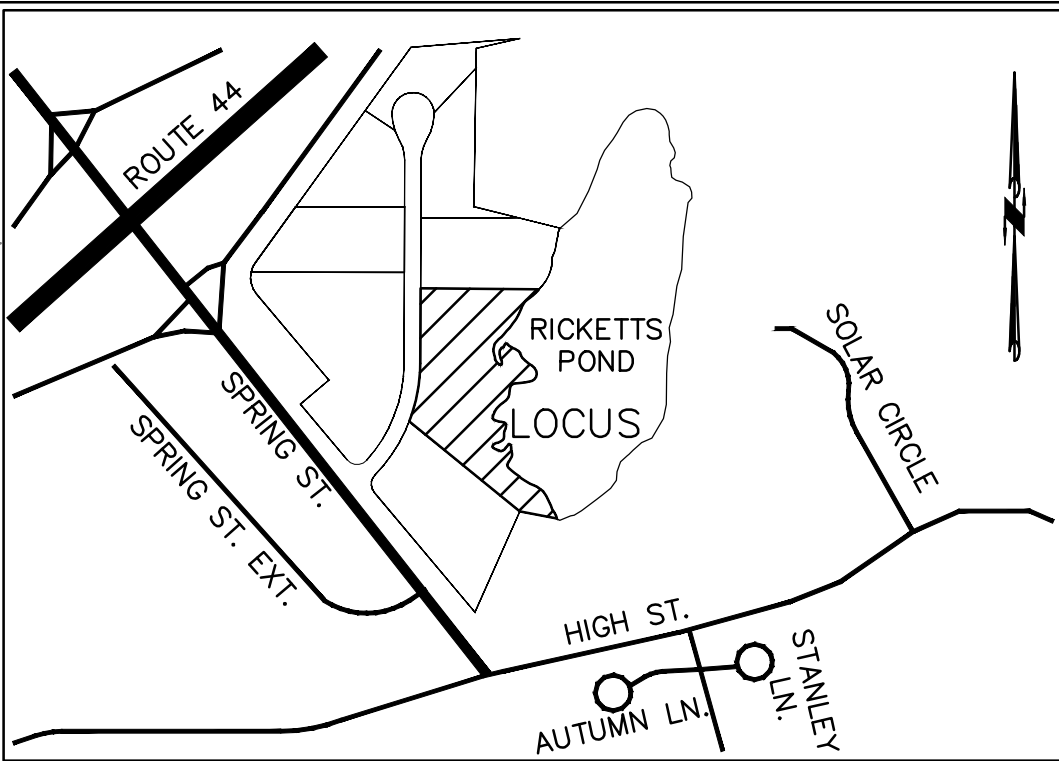 ROUTE 44
N
RICKETTS
POND
LOCUS
SOLAR CIRCLE
SPRING ST.
SPRING ST. EXT.
HIGH ST.
STANLEY
LN.
AUTUMN LN.